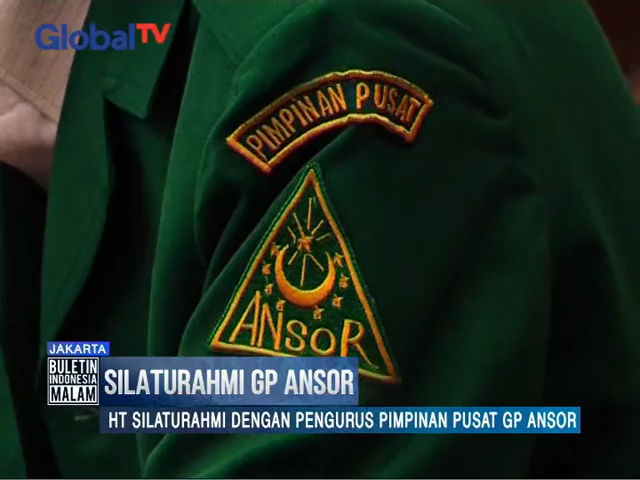 GlobalTV
PIMPINAN PUSAT
ANSOR
JAKARTA
BULETIN
INDONESIA
MALAM
SILATURAHMI GP ANSOR
HT SILATURAHMI DENGAN PENGURUS PIMPINAN PUSAT GP ANSOR